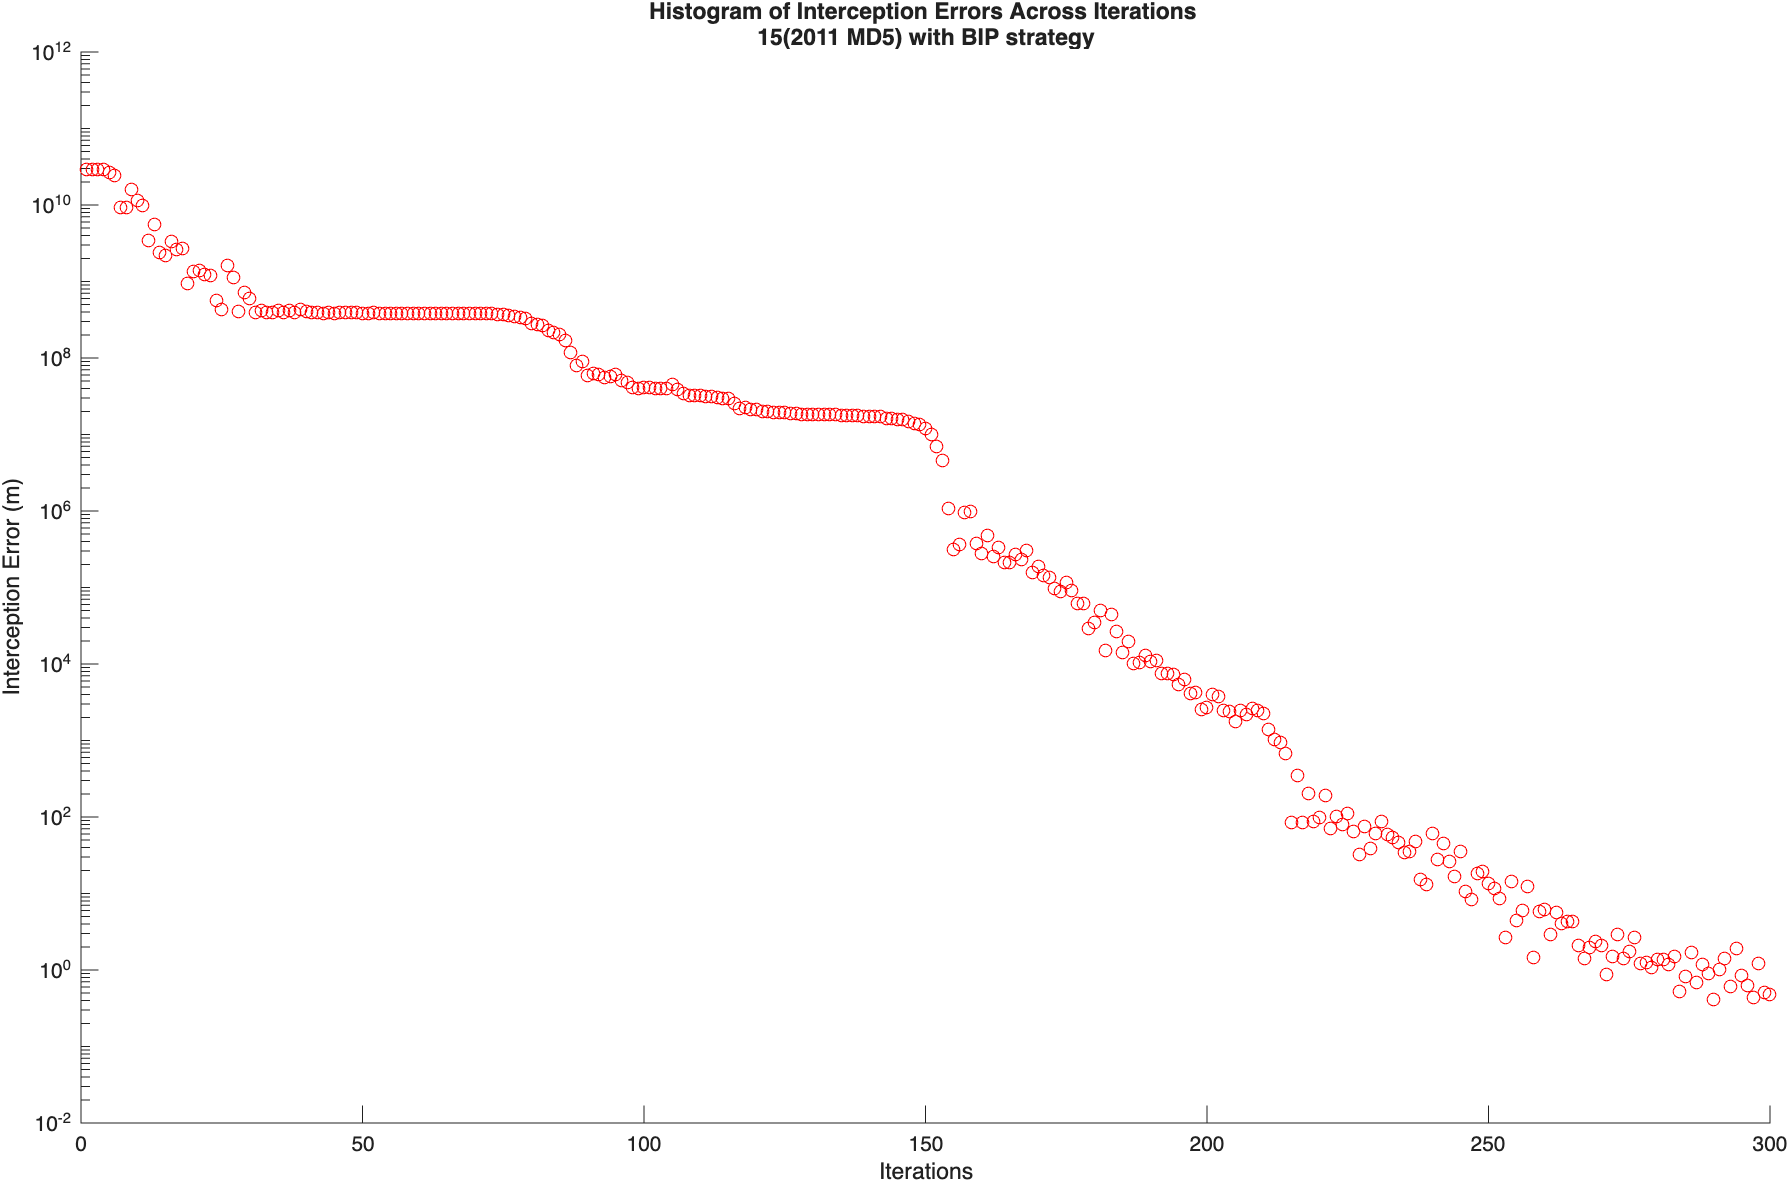 Histogram of Interception Errors Across Iterations
15(2011 MD5) with BIP strategy
10^12
10^10
10^8
10^6
10^4
10^2
10^0
10^-2
Interception Error (m)
0 50 100 150 200 250 300
Iterations